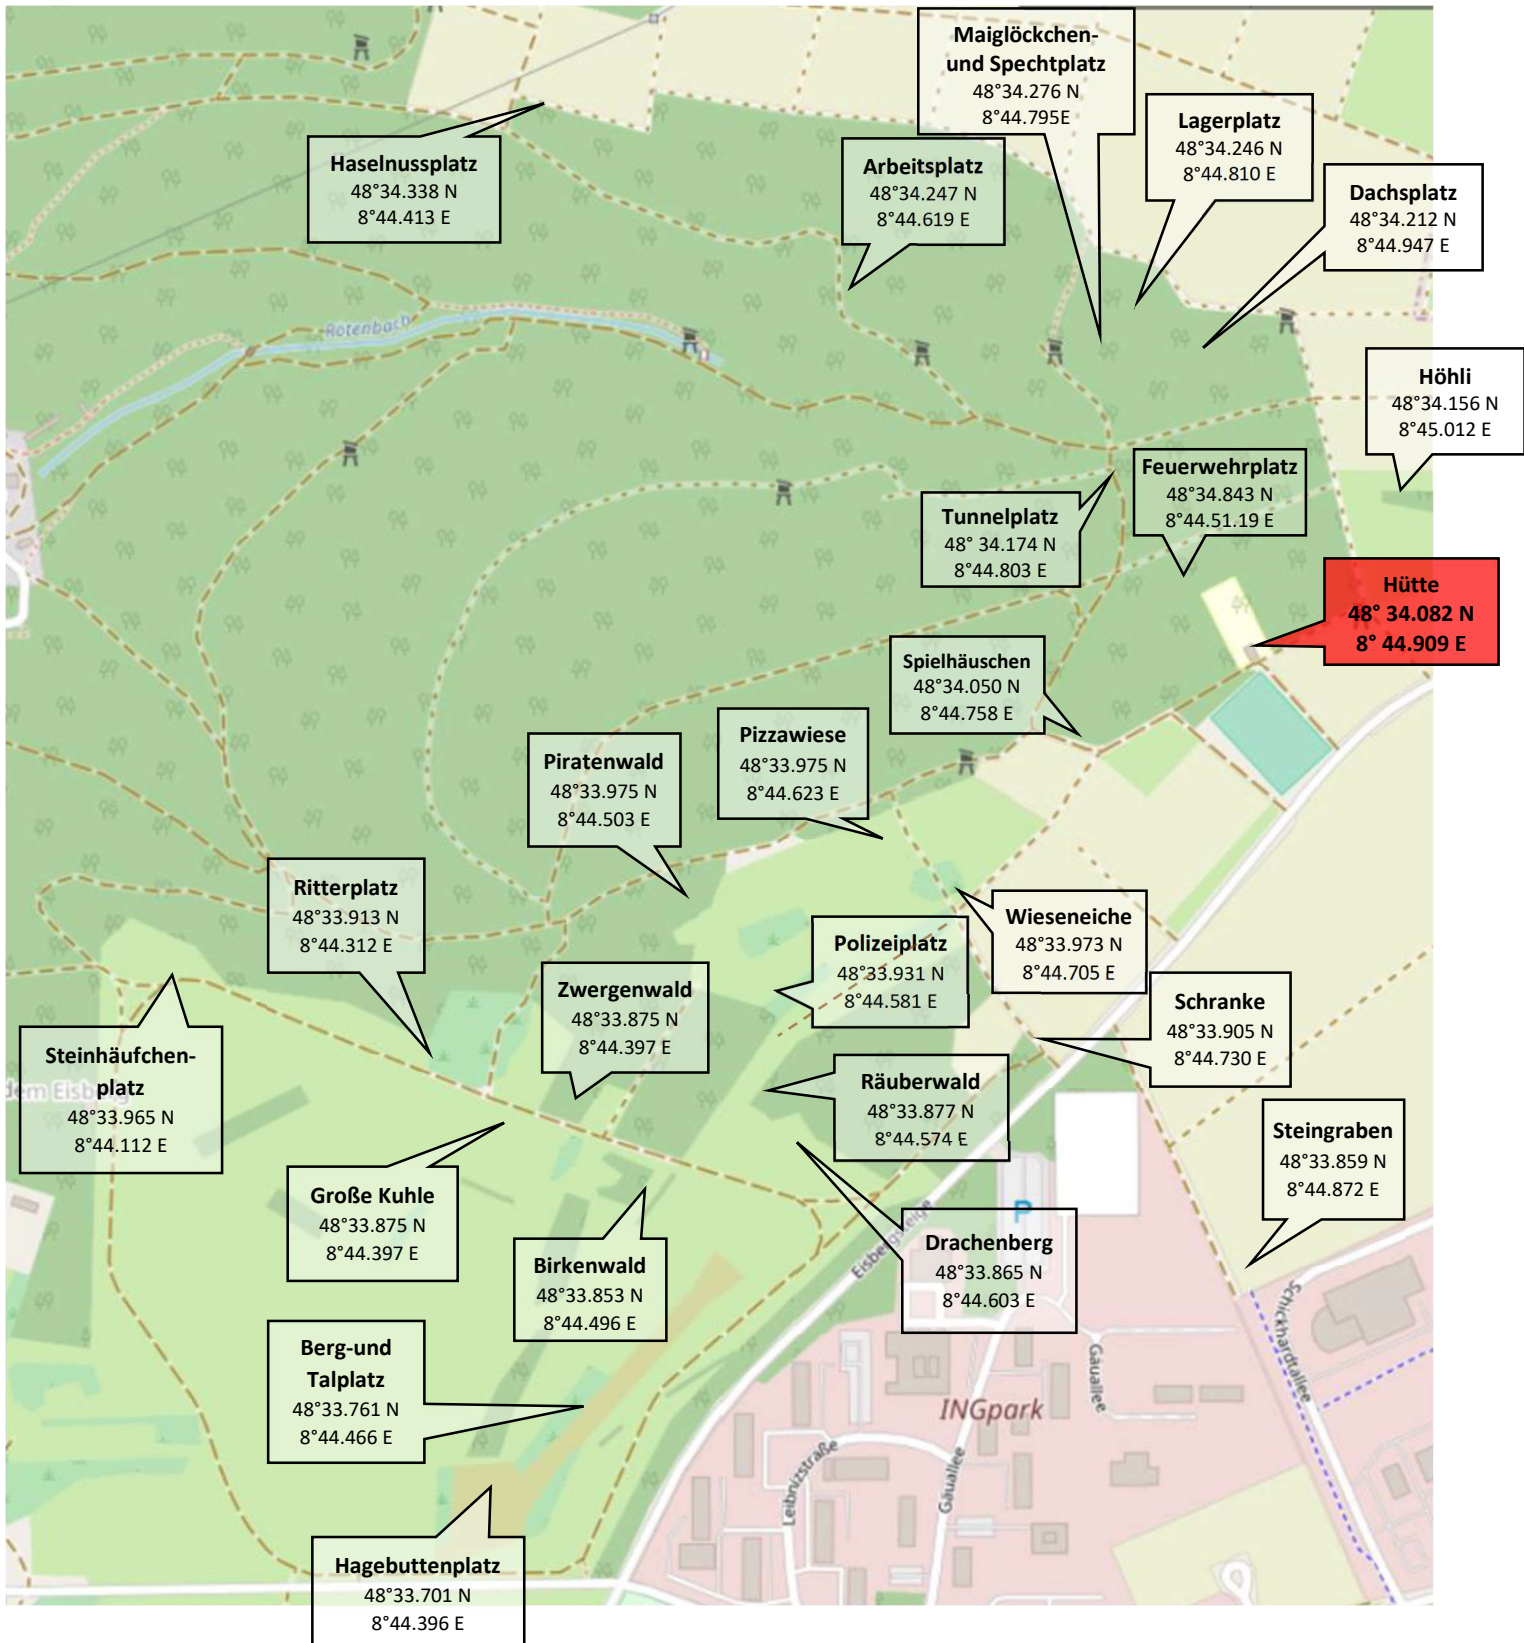 Maiglöckchen-
und Spechtplatz
48°34.276 N
8°44.795E
Lagerplatz
48°34.246 N
8°44.810 E
Haselnussplatz
48°34.338 N
8°44.413 E
Arbeitsplatz
48°34.247 N
8°44.619 E
Dachsplatz
48°34.212 N
8°44.947 E
Rotenbach
Höhli
48°34.156 N
8°45.012 E
Feuerwehrplatz
48°34.843 N
8°44.51.19 E
Tunnelplatz
48° 34.174 N
8°44.803 E
Hütte
48° 34.082 N
8° 44.909 E
Spielhäuschen
48°34.050 N
8°44.758 E
Pizzawiese
48°33.975 N
8°44.623 E
Piratenwald
48°33.975 N
8°44.503 E
Ritterplatz
48°33.913 N
8°44.312 E
Wieseneiche
48°33.973 N
8°44.705 E
Polizeiplatz
48°33.931 N
8°44.581 E
Zwergenwald
48°33.875 N
8°44.397 E
Schranke
48°33.905 N
8°44.730 E
Steinhäufchen-
platz
48°33.965 N
8°44.112 E
dem Eisberg
Räuberwald
48°33.877 N
8°44.574 E
Steingraben
48°33.859 N
8°44.872 E
Große Kuhle
48°33.875 N
8°44.397 E
P
Eisbergsteige
Drachenberg
48°33.865 N
8°44.603 E
Birkenwald
48°33.853 N
8°44.496 E
Schickhardtallee
Berg-und
Talplatz
48°33.761 N
8°44.466 E
Gäuallee
INGpark
Leibnizstraße
Gäuallee
Hagebuttenplatz
48°33.701 N
8°44.396 E